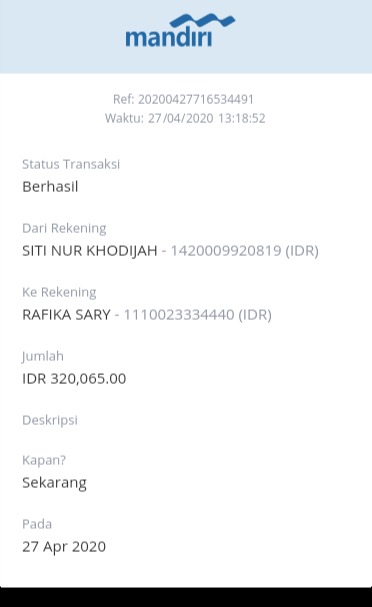 mandiri
Ref: 20200427716534491
Waktu: 27/04/2020 13:18:52
Status Transaksi
Berhasil
Dari Rekening
SITI NUR KHODIJAH - 1420009920819 (IDR)
Ke Rekening
RAFIKA SARY - 1110023334440 (IDR)
Jumlah
IDR 320,065.00
Deskripsi
Kapan?
Sekarang
Pada
27 Apr 2020